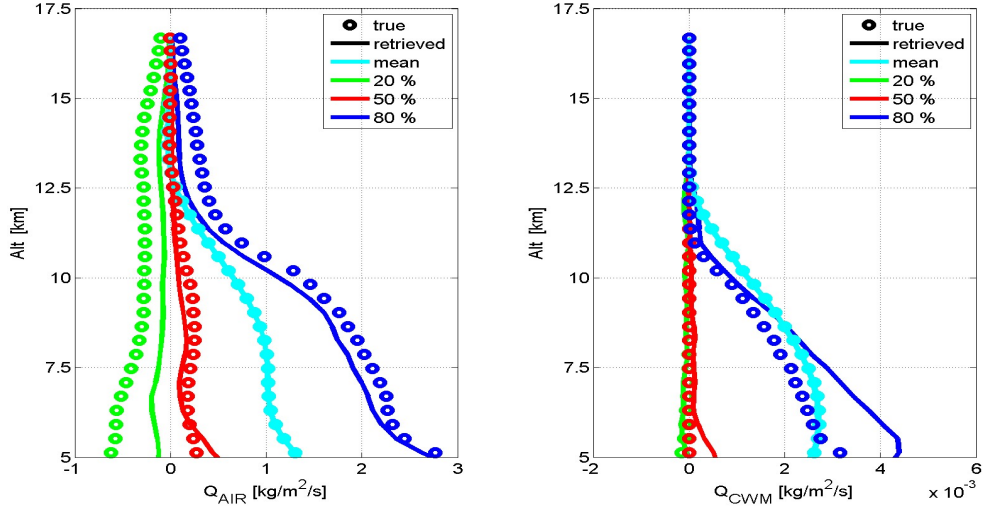 17.5
15
12.5
10
7.5
5
Alt [km]
-1
0
1
2
3
Q_AIR [kg/m²/s]
true
retrieved
mean
20 %
50 %
80 %
17.5
15
12.5
10
7.5
5
Alt [km]
-2
0
2
4
6
x 10⁻³
Q_CWM [kg/m²/s]
true
retrieved
mean
20 %
50 %
80 %